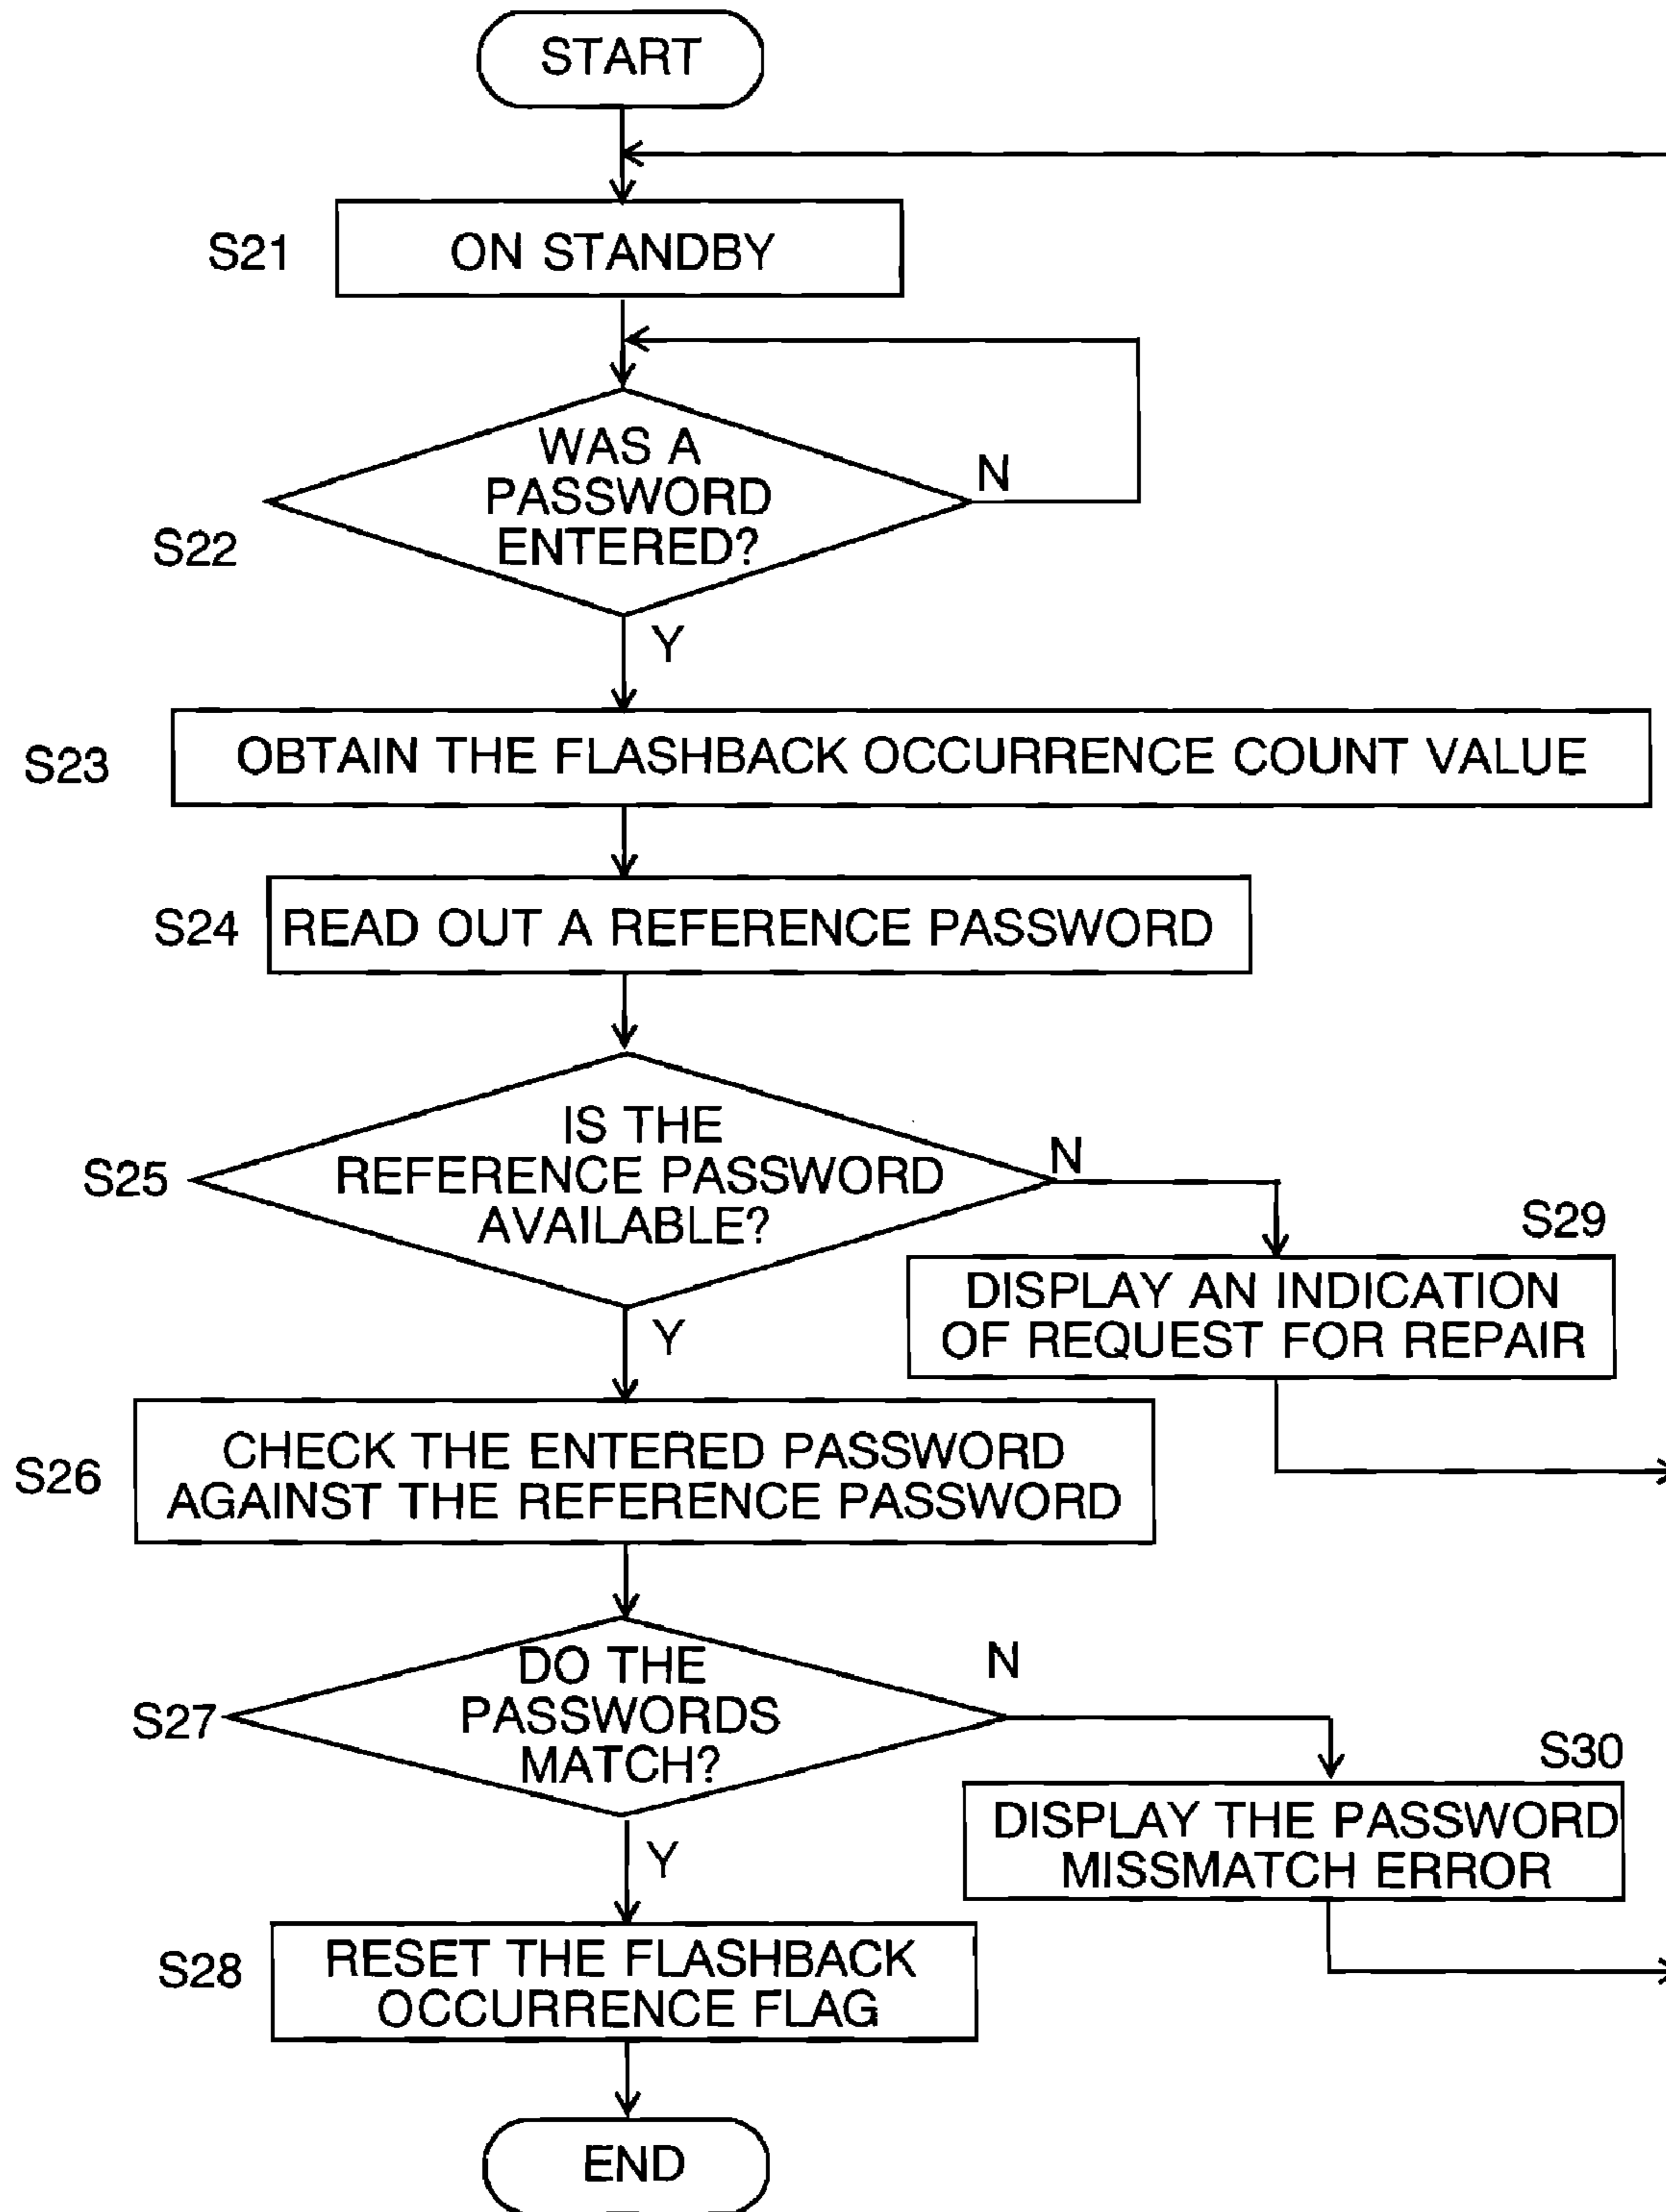 START
S21
ON STANDBY
WAS A
PASSWORD
ENTERED?
N
S22
Y
S23
OBTAIN THE FLASHBACK OCCURRENCE COUNT VALUE
S24
READ OUT A REFERENCE PASSWORD
IS THE
REFERENCE PASSWORD
AVAILABLE?
S25
N
S29
DISPLAY AN INDICATION
OF REQUEST FOR REPAIR
Y
S26
CHECK THE ENTERED PASSWORD
AGAINST THE REFERENCE PASSWORD
DO THE
PASSWORDS
MATCH?
S27
N
S30
DISPLAY THE PASSWORD
MISSMATCH ERROR
Y
S28
RESET THE FLASHBACK
OCCURRENCE FLAG
END